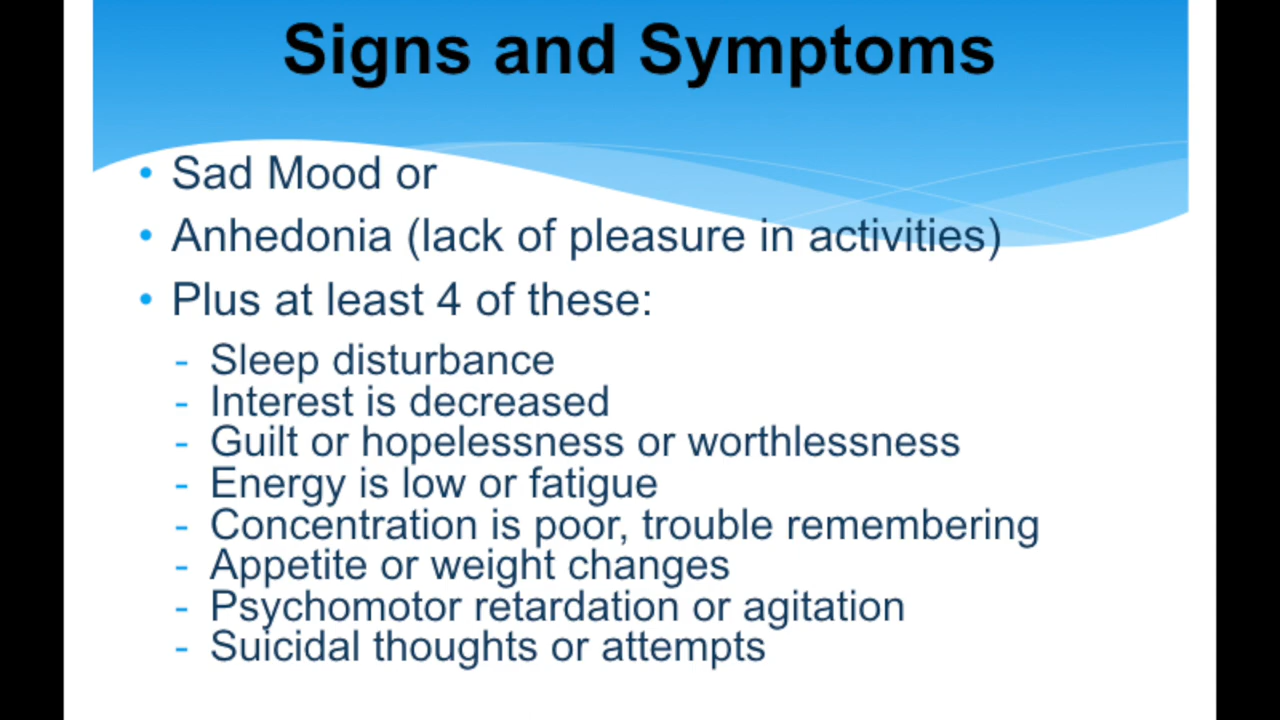 Signs and Symptoms
• Sad Mood or
• Anhedonia (lack of pleasure in activities)
• Plus at least 4 of these:
- Sleep disturbance
- Interest is decreased
- Guilt or hopelessness or worthlessness
- Energy is low or fatigue
- Concentration is poor, trouble remembering
- Appetite or weight changes
- Psychomotor retardation or agitation
- Suicidal thoughts or attempts